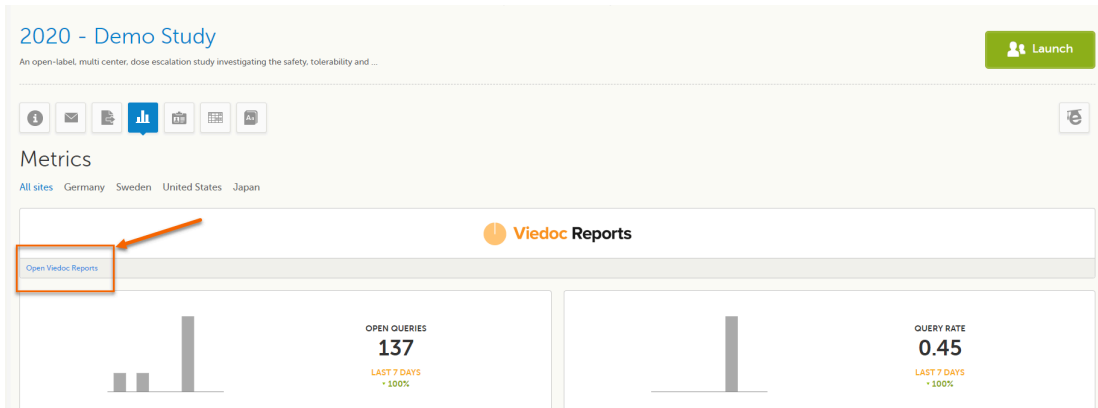 2020 - Demo Study
Launch
An open-label, multi center, dose escalation study investigating the safety, tolerability and ...
Metrics
All sites Germany Sweden United States Japan
Viedoc Reports
Open Viedoc Reports
OPEN QUERIES
137
LAST 7 DAYS
• 100%
QUERY RATE
0.45
LAST 7 DAYS
• 100%